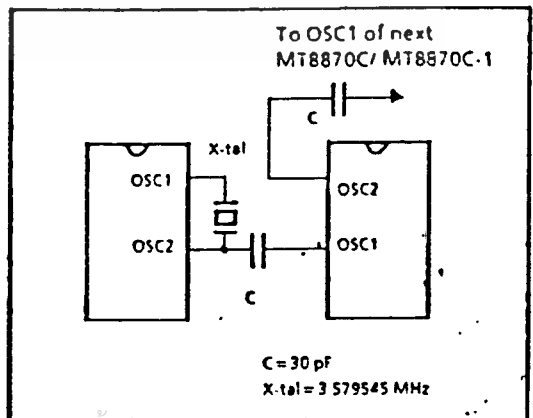 To OSC1 of next
MT8870C/ MT8870C-1
C
X-tal
OSC1
OSC2
OSC2
OSC1
C
C = 30 pF
X-tal = 3 579545 MHz